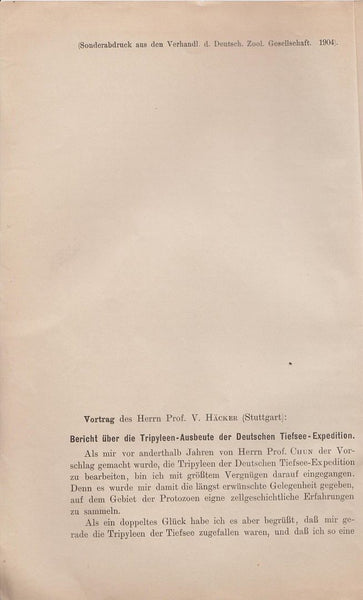 (Sonderabdruck aus den Verhandl. d. Deutsch. Zool. Gesellschaft. 1904).
Vortrag des Herrn Prof. V. HÄCKER (Stuttgart):
Bericht über die Tripyleen-Ausbeute der Deutschen Tiefsee-Expedition.
Als mir vor anderthalb Jahren von Herrn Prof. CHUN der Vor-
schlag gemacht wurde, die Tripyleen der Deutschen Tiefsee-Expedition
zu bearbeiten, bin ich mit größtem Vergnügen darauf eingegangen.
Denn es wurde mir damit die längst erwünschte Gelegenheit gegeben,
auf dem Gebiet der Protozoen eigne zellgeschichtliche Erfahrungen
zu sammeln.
Als ein doppeltes Glück habe ich es aber begrüßt, daß mir ge-
rade die Tripyleen der Tiefsee zugefallen waren, und daß ich so eine